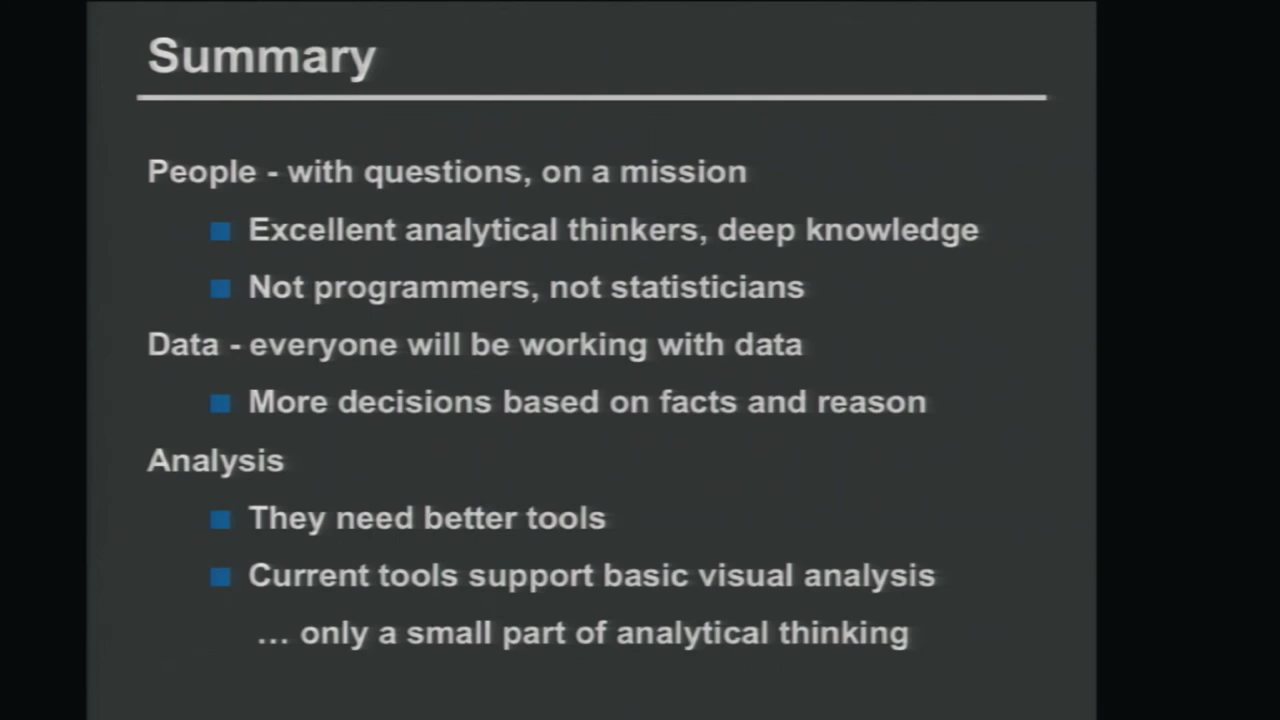 Summary
People - with questions, on a mission
Excellent analytical thinkers, deep knowledge
Not programmers, not statisticians
Data - everyone will be working with data
More decisions based on facts and reason
Analysis
They need better tools
Current tools support basic visual analysis
… only a small part of analytical thinking